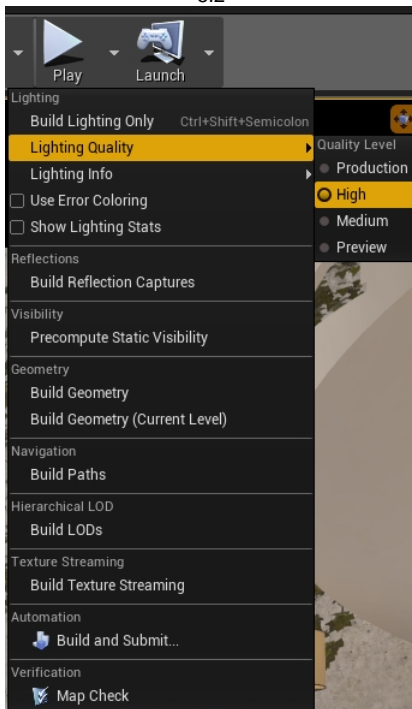 Play
Launch
Lighting
Build Lighting Only Ctrl+Shift+Semicolon
Lighting Quality
Lighting Info
Use Error Coloring
Show Lighting Stats
Reflections
Build Reflection Captures
Visibility
Precompute Static Visibility
Geometry
Build Geometry
Build Geometry (Current Level)
Navigation
Build Paths
Hierarchical LOD
Build LODs
Texture Streaming
Build Texture Streaming
Automation
Build and Submit...
Verification
Map Check
Quality Level
Production
High
Medium
Preview